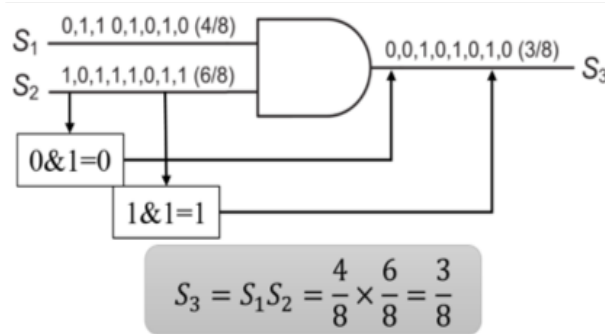 0,1,1 0,1,0,1,0 (4/8)
S₁
0,0,1,0,1,0,1,0 (3/8)
S₃
1,0,1,1,1,0,1,1 (6/8)
S₂
0&1=0
1&1=1
S₃ = S₁S₂ = 4/8 × 6/8 = 3/8